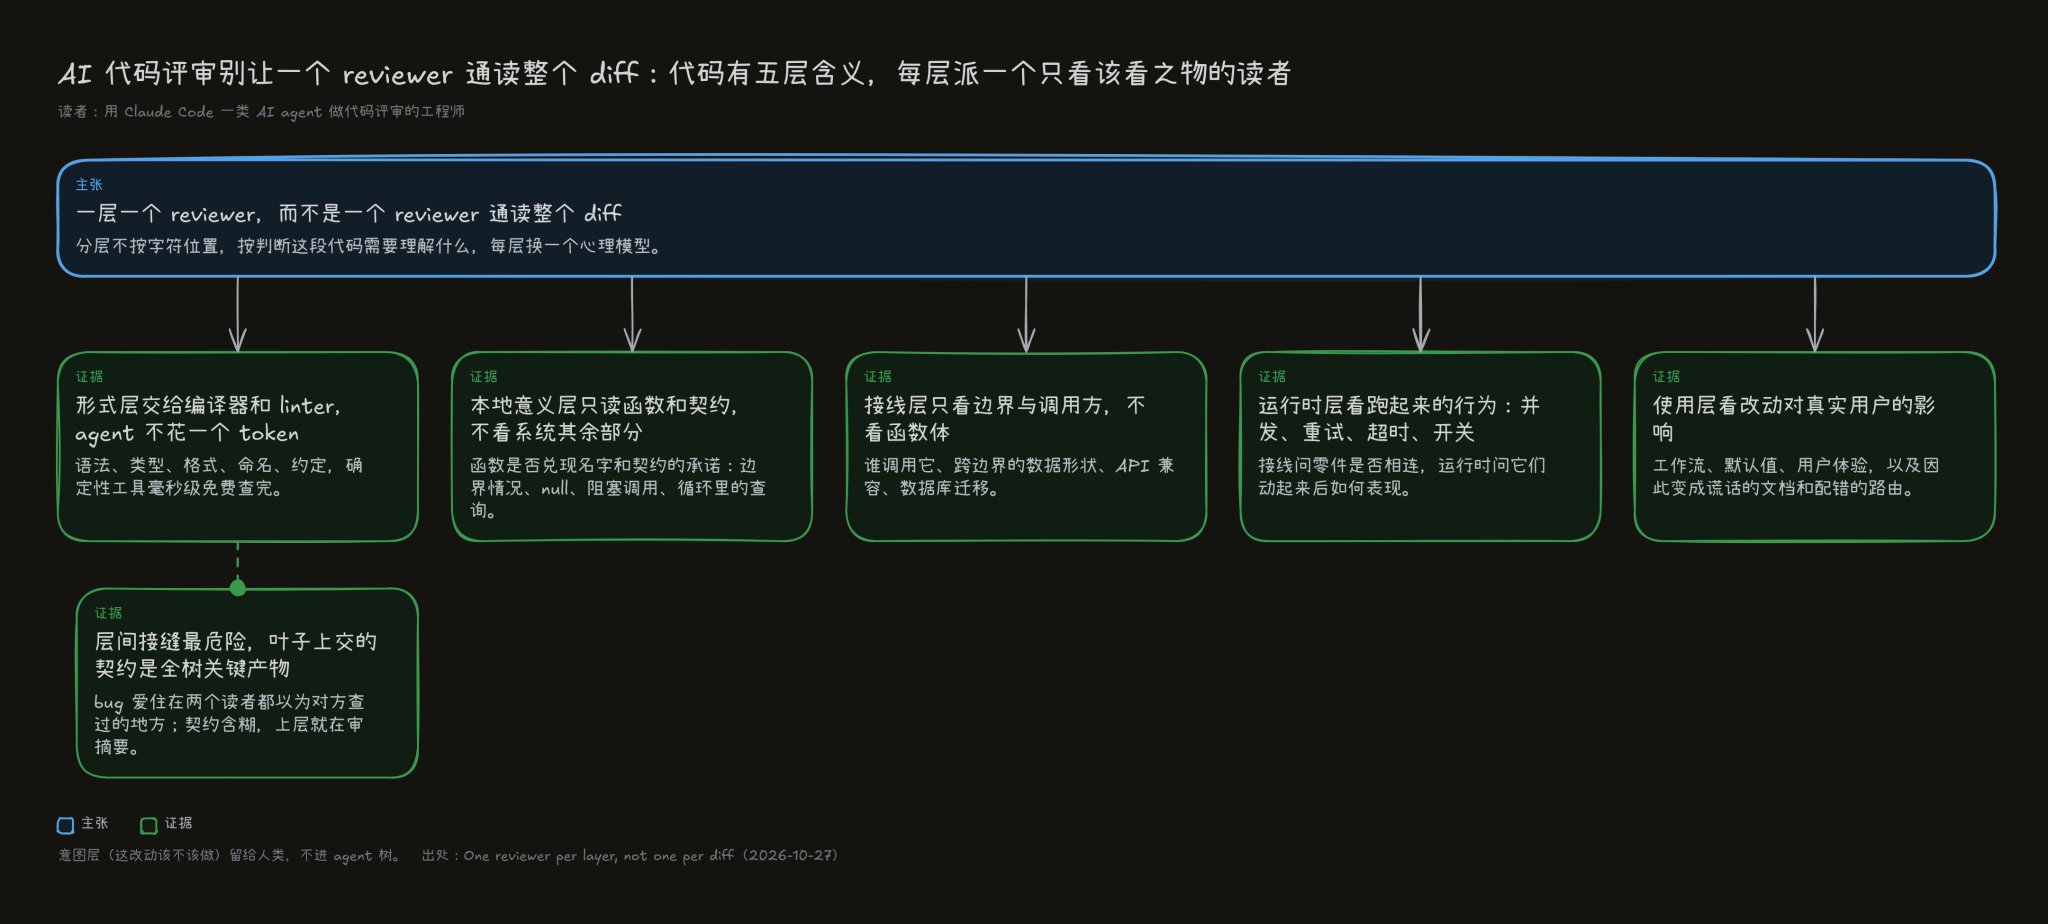 AI 代码评审别让一个 reviewer 通读整个 diff：代码有五层含义，每层派一个只看该看之物的读者
读者：用 Claude Code 一类 AI agent 做代码评审的工程师
主张
一层一个 reviewer，而不是一个 reviewer 通读整个 diff
分层不按字符位置，按判断这段代码需要理解什么，每层换一个心理模型。
证据
形式层交给编译器和 linter，
agent 不花一个 token
语法、类型、格式、命名、约定，确
定性工具毫秒级免费查完。
证据
本地意义层只读函数和契约，
不看系统其余部分
函数是否兑现名字和契约的承诺：边
界情况、null、阻塞调用、循环里的查
询。
证据
接线层只看边界与调用方，不
看函数体
谁调用它、跨边界的数据形状、API 兼
容、数据库迁移。
证据
运行时层看跑起来的行为：并
发、重试、超时、开关
接线问零件是否相连，运行时问它们
动起来后如何表现。
证据
使用层看改动对真实用户的影
响
工作流、默认值、用户体验，以及因
此变成谎话的文档和配错的路由。
证据
层间接缝最危险，叶子上交的
契约是全树关键产物
bug 爱住在两个读者都以为对方查
过的地方；契约含糊，上层就在审
摘要。
主张
证据
意图层（这改动该不该做）留给人类，不进 agent 树。 出处：One reviewer per layer, not one per diff（2026-10-27）